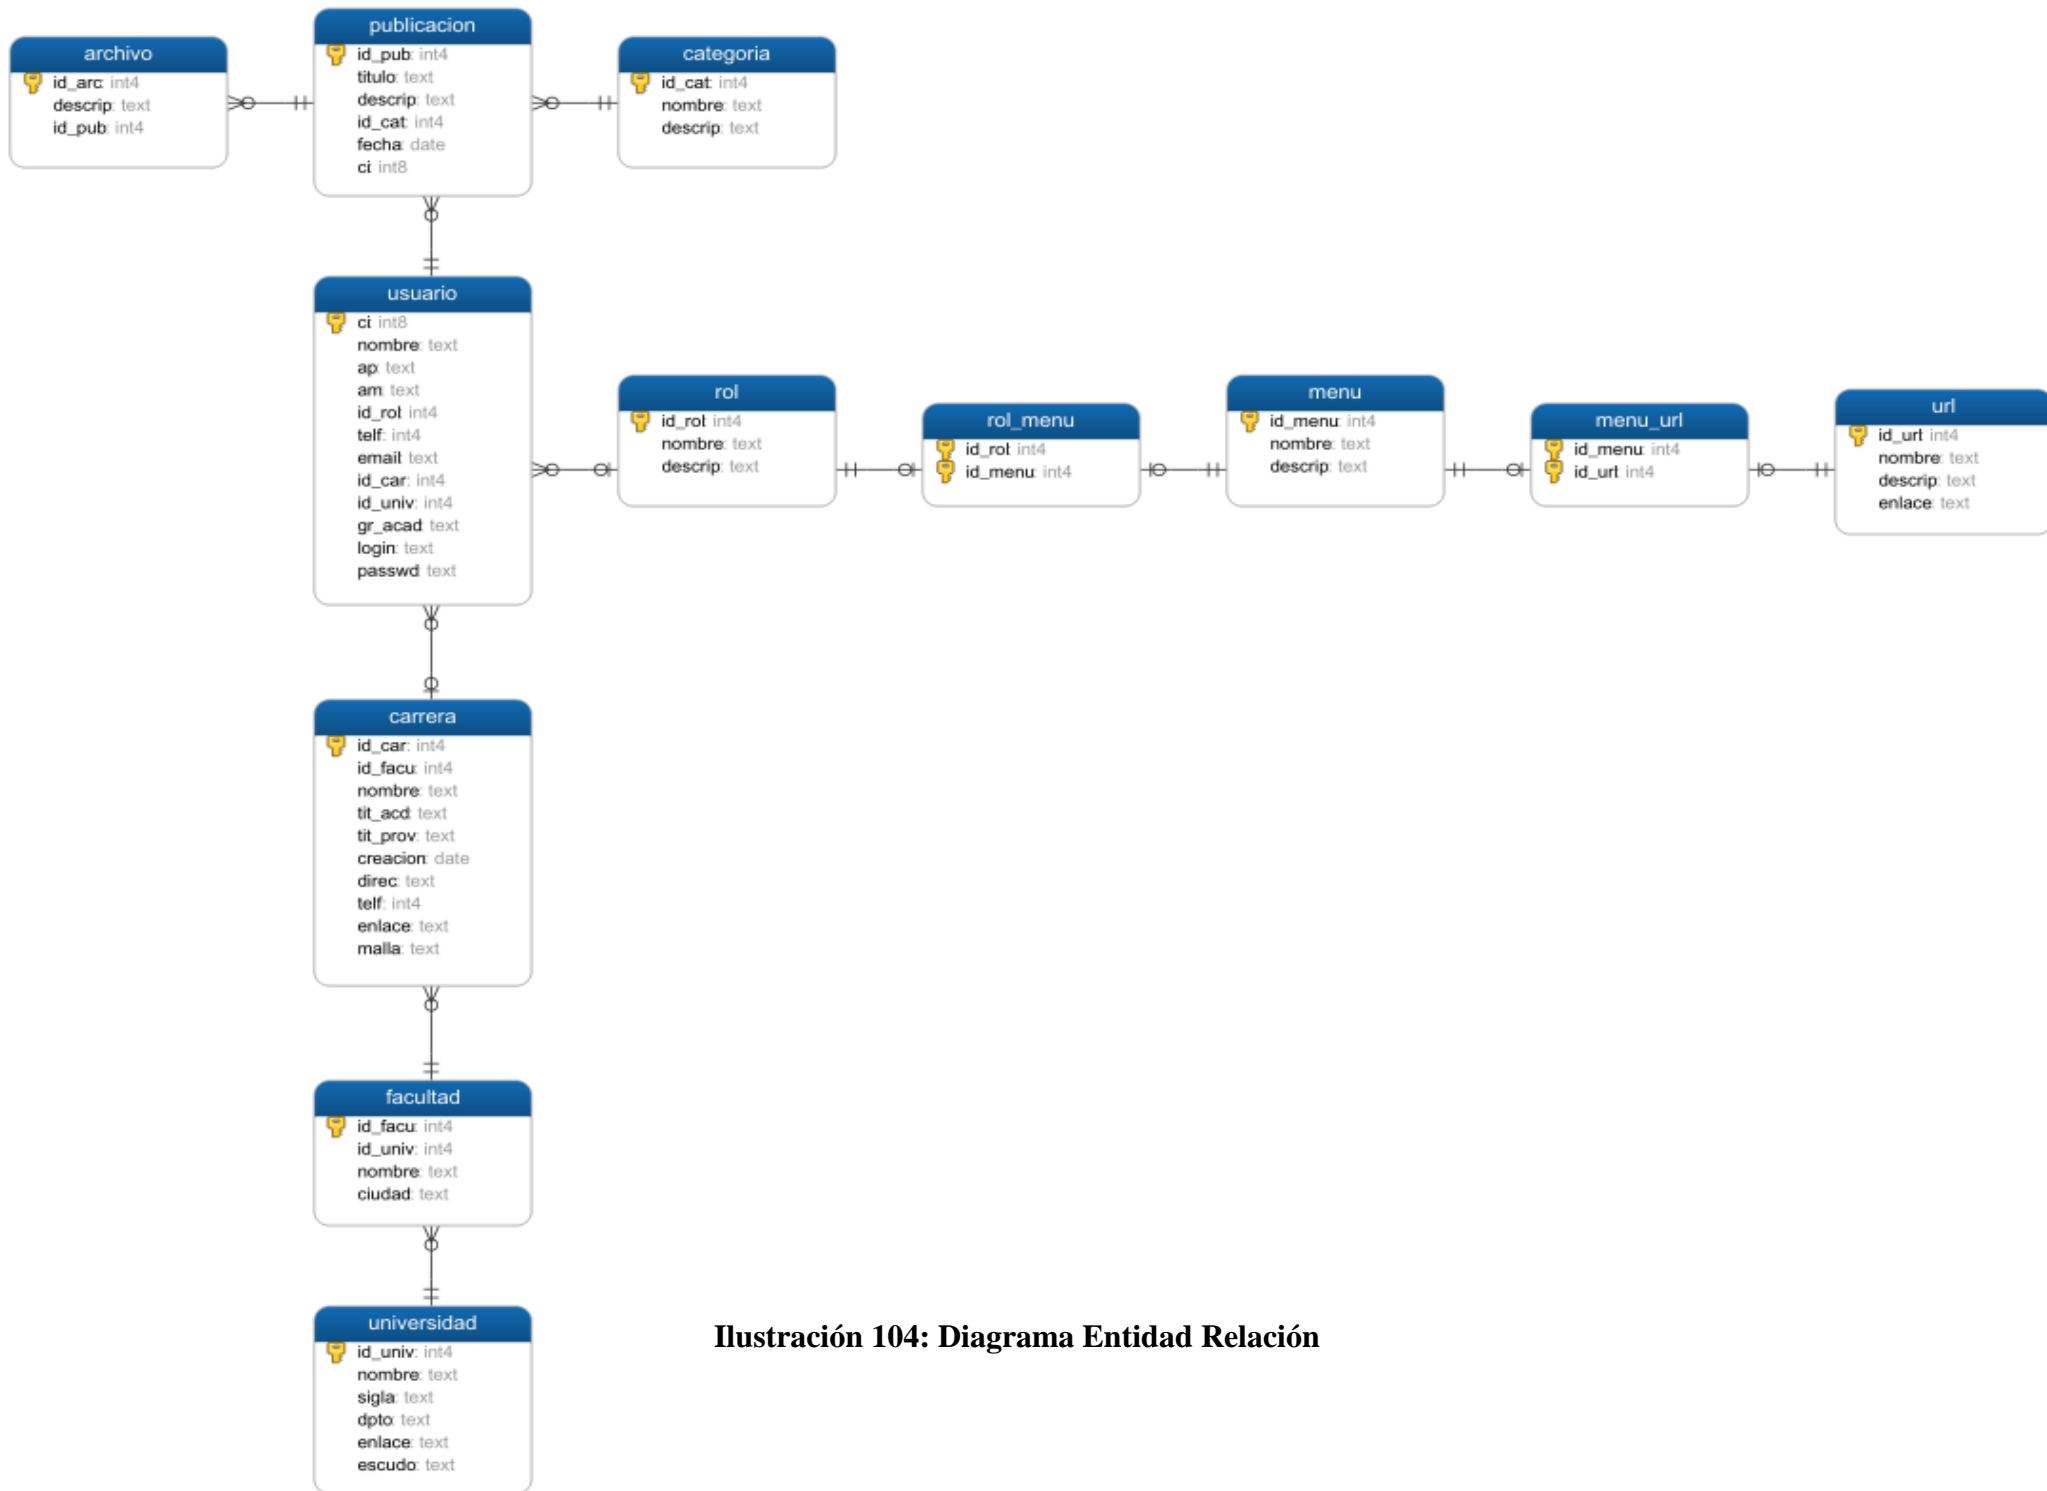 archivo
id_arc: int4
descrip: text
id_pub: int4
publicacion
id_pub: int4
titulo: text
descrip: text
id_cat: int4
fecha: date
ci: int8
categoria
id_cat: int4
nombre: text
descrip: text
usuario
ci: int8
nombre: text
ap: text
am: text
id_rol: int4
telf: int4
email: text
id_car: int4
id_univ: int4
gr_acad: text
login: text
passwd: text
rol
id_rol: int4
nombre: text
descrip: text
rol_menu
id_rol: int4
id_menu: int4
menu
id_menu: int4
nombre: text
descrip: text
menu_url
id_menu: int4
id_url: int4
url
id_url: int4
nombre: text
descrip: text
enlace: text
carrera
id_car: int4
id_facu: int4
nombre: text
tit_acd: text
tit_prov: text
creacion: date
direc: text
telf: int4
enlace: text
malla: text
facultad
id_facu: int4
id_univ: int4
nombre: text
ciudad: text
universidad
id_univ: int4
nombre: text
sigla: text
dpto: text
enlace: text
escudo: text
Ilustración 104: Diagrama Entidad Relación